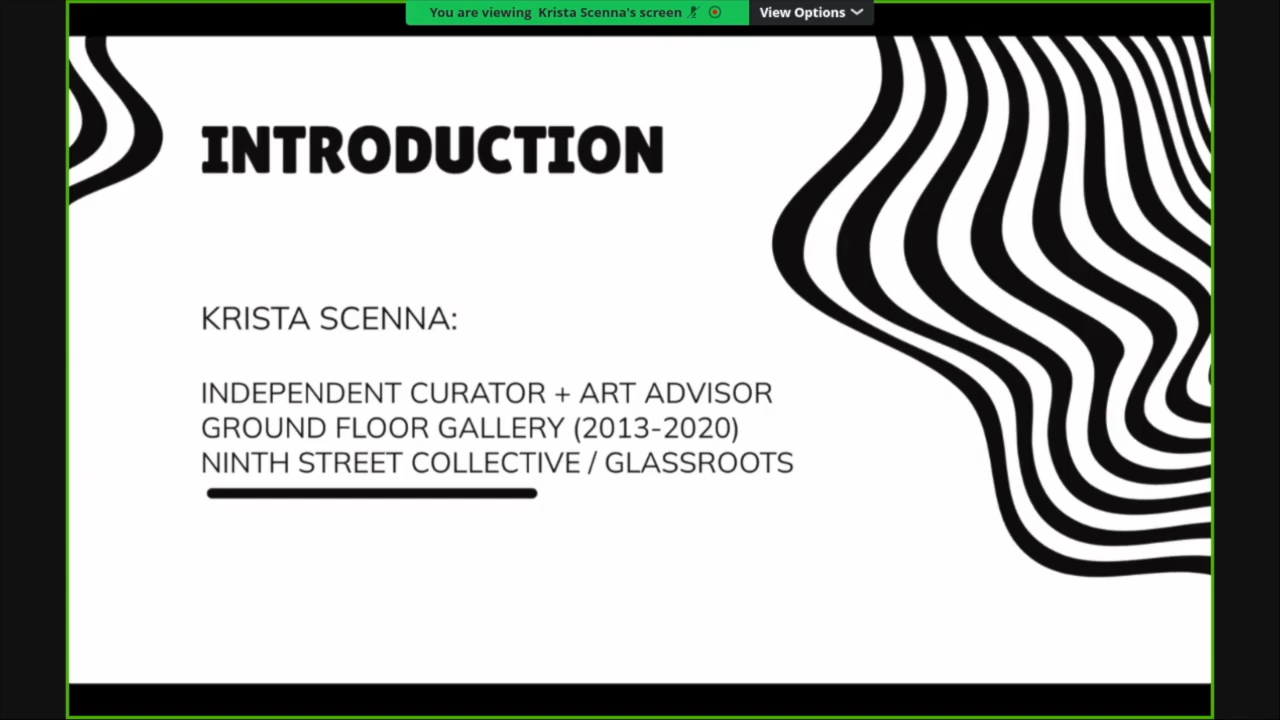 You are viewing Krista Scenna's screen View Options
INTRODUCTION
KRISTA SCENNA:
INDEPENDENT CURATOR + ART ADVISOR
GROUND FLOOR GALLERY (2013-2020)
NINTH STREET COLLECTIVE / GLASSROOTS